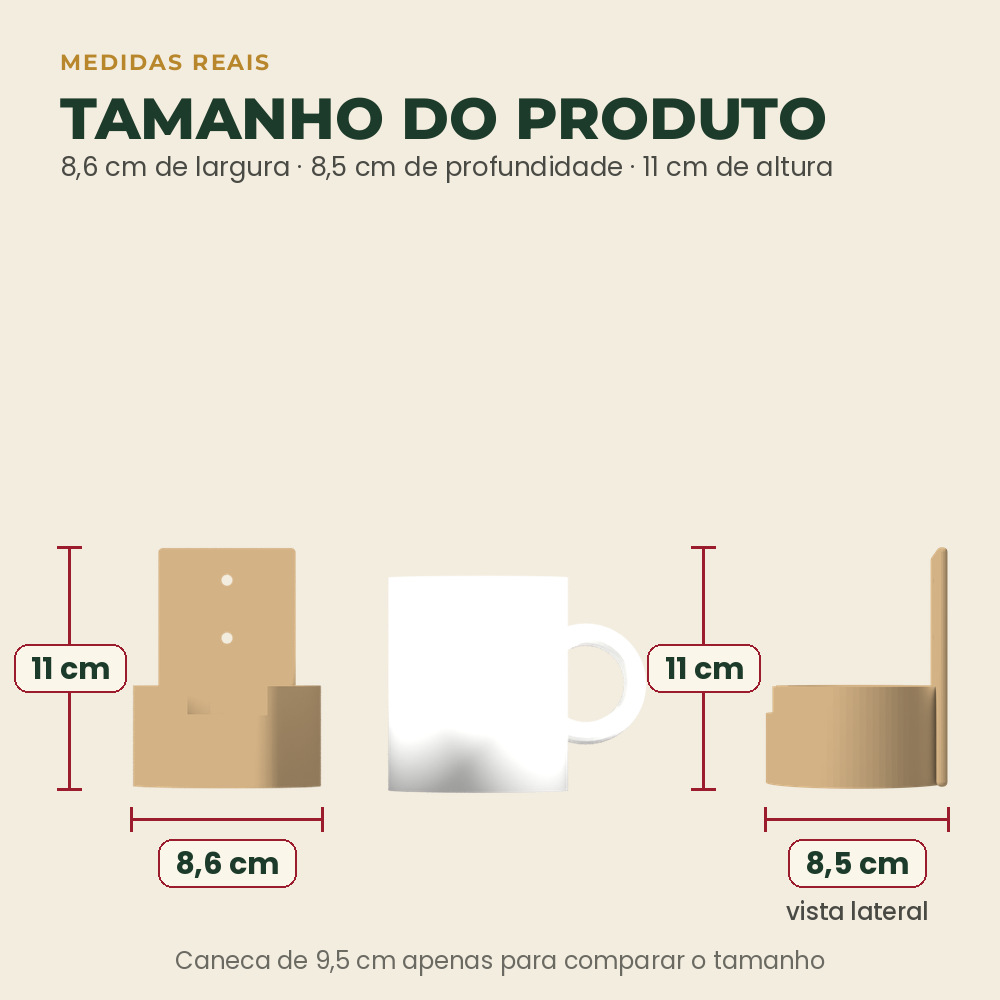 MEDIDAS REAIS
TAMANHO DO PRODUTO
8,6 cm de largura · 8,5 cm de profundidade · 11 cm de altura
11 cm
11 cm
8,6 cm
8,5 cm
vista lateral
Caneca de 9,5 cm apenas para comparar o tamanho